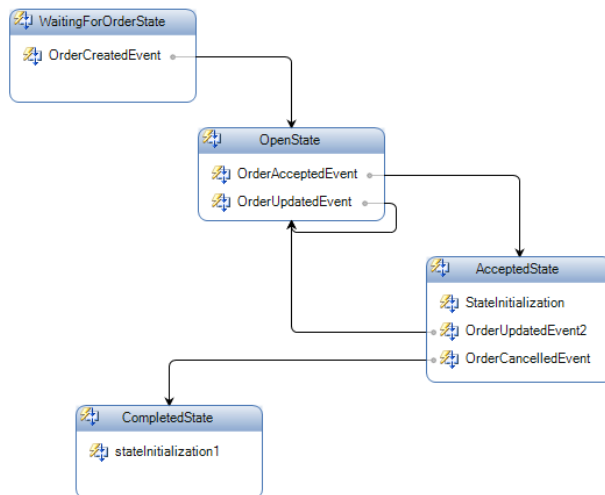 WaitingForOrderState
OrderCreatedEvent
OpenState
OrderAcceptedEvent
OrderUpdatedEvent
AcceptedState
StateInitialization
OrderUpdatedEvent2
OrderCancelledEvent
CompletedState
stateInitialization1